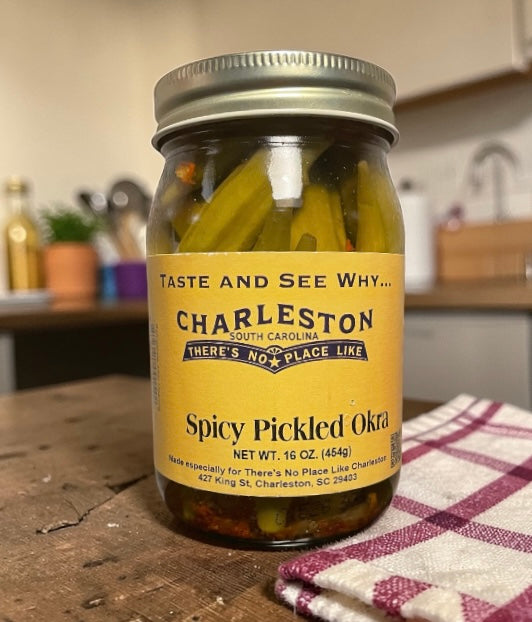 TASTE AND SEE WHY...
CHARLESTON
SOUTH CAROLINA
THERE'S NO PLACE LIKE
Spicy Pickled Okra
NET WT. 16 OZ. (454g)
Made especially for There's No Place Like Charleston
427 King St, Charleston, SC 29403